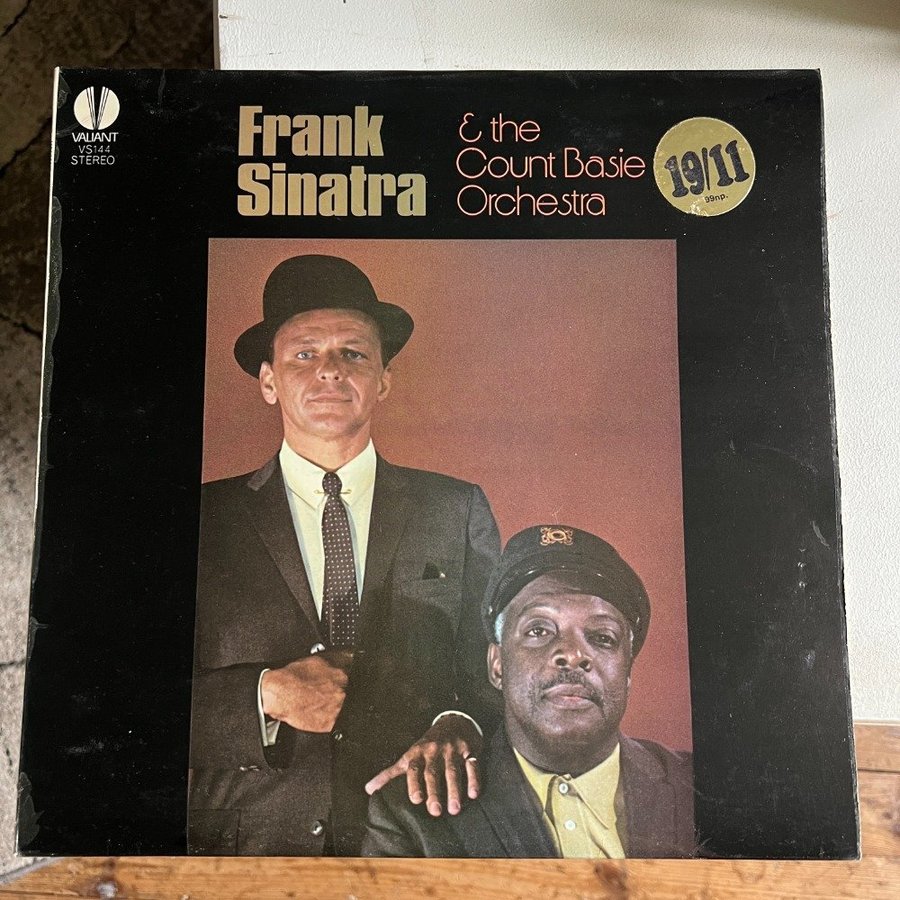 VALIANT
VS144
STEREO
Frank
Sinatra
& the
Count Basie
Orchestra
19/11
99np.